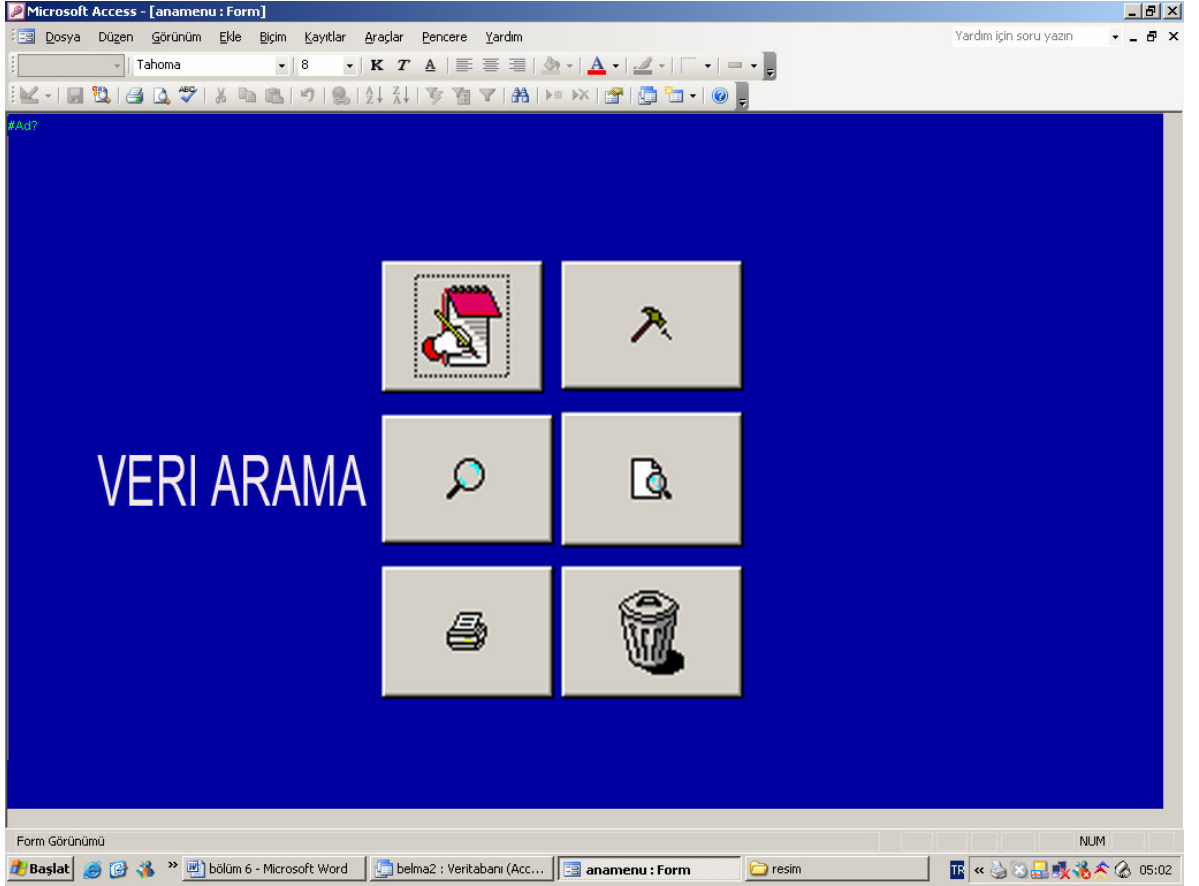 Microsoft Access - [anamenu : Form]
Dosya Düzen Görünüm Ekle Biçim Kayıtlar Araçlar Pencere Yardım Yardım için soru yazın
Tahoma 8 K T A A
ABC
#Ad?
VERI ARAMA
Form Görünümü NUM
Başlat » bölüm 6 - Microsoft Word belma2 : Veritabanı (Acc... anamenu : Form resim TR « 05:02